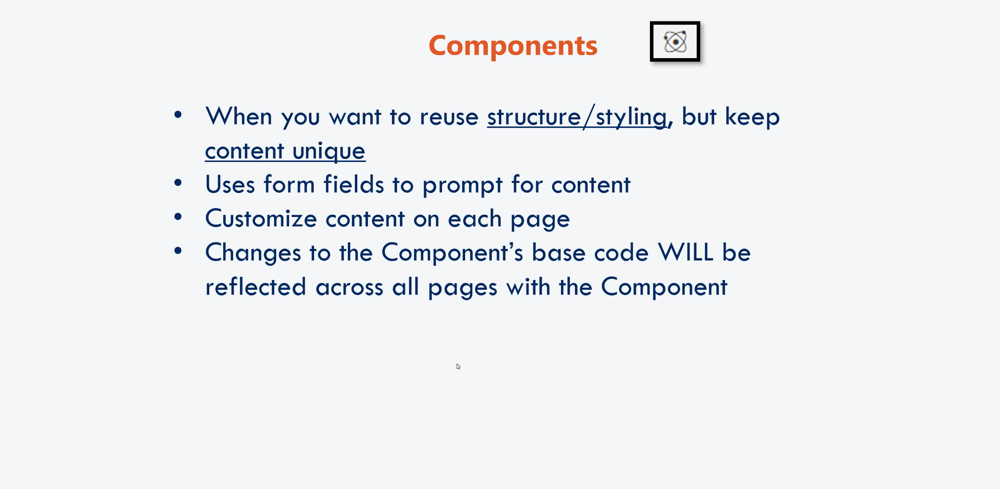 Components
• When you want to reuse structure/styling, but keep
content unique
• Uses form fields to prompt for content
• Customize content on each page
• Changes to the Component’s base code WILL be
reflected across all pages with the Component